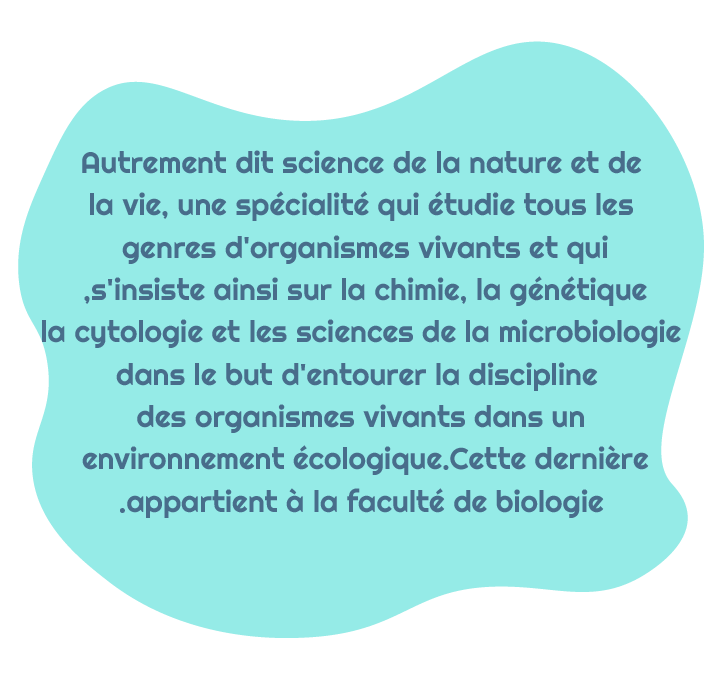 Autrement dit science de la nature et de
la vie, une spécialité qui étudie tous les
genres d'organismes vivants et qui
,s'insiste ainsi sur la chimie, la génétique
la cytologie et les sciences de la microbiologie
dans le but d'entourer la discipline
des organismes vivants dans un
environnement écologique.Cette dernière
.appartient à la faculté de biologie